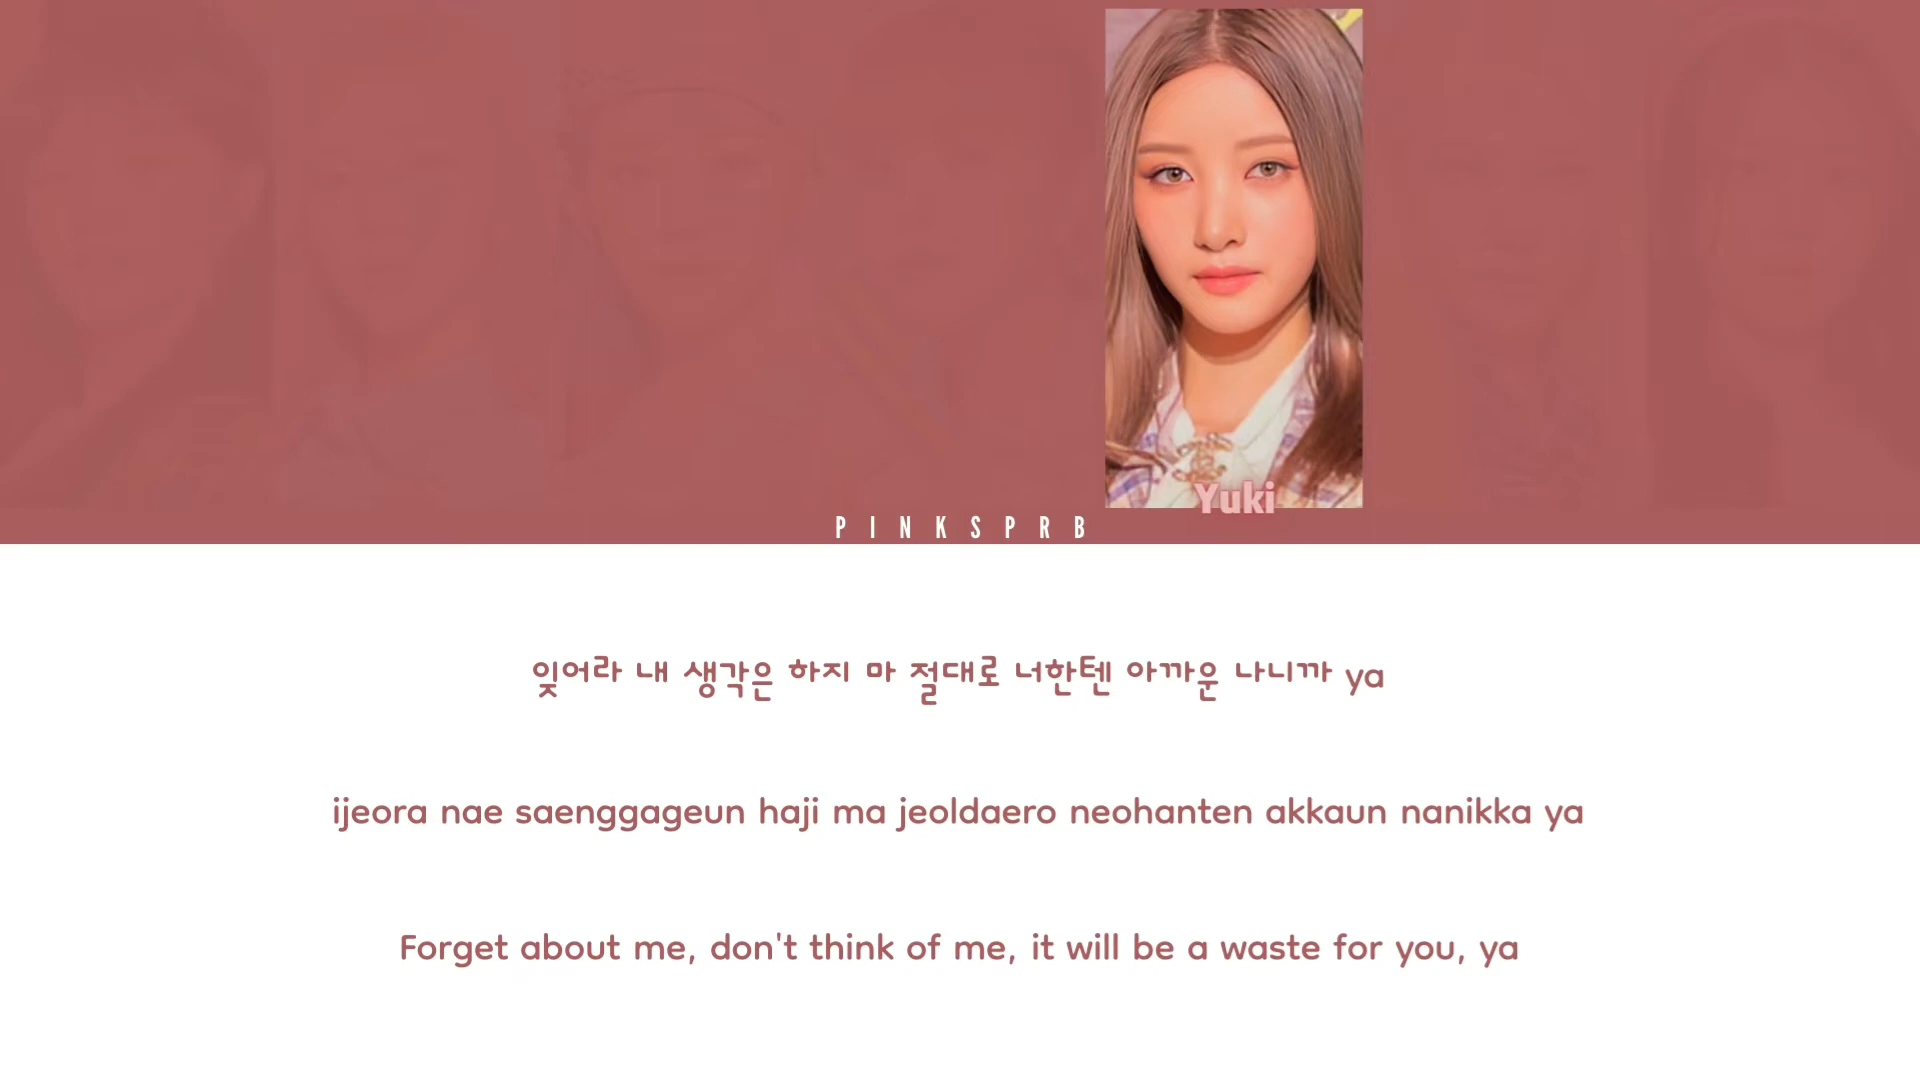 Yuki
PINKSPRB
잊어라 내 생각은 하지 마 절대로 너한텐 아까운 나니까 ya
ijeora nae saenggageun haji ma jeoldaero neohanten akkaun nanikka ya
Forget about me, don't think of me, it will be a waste for you, ya